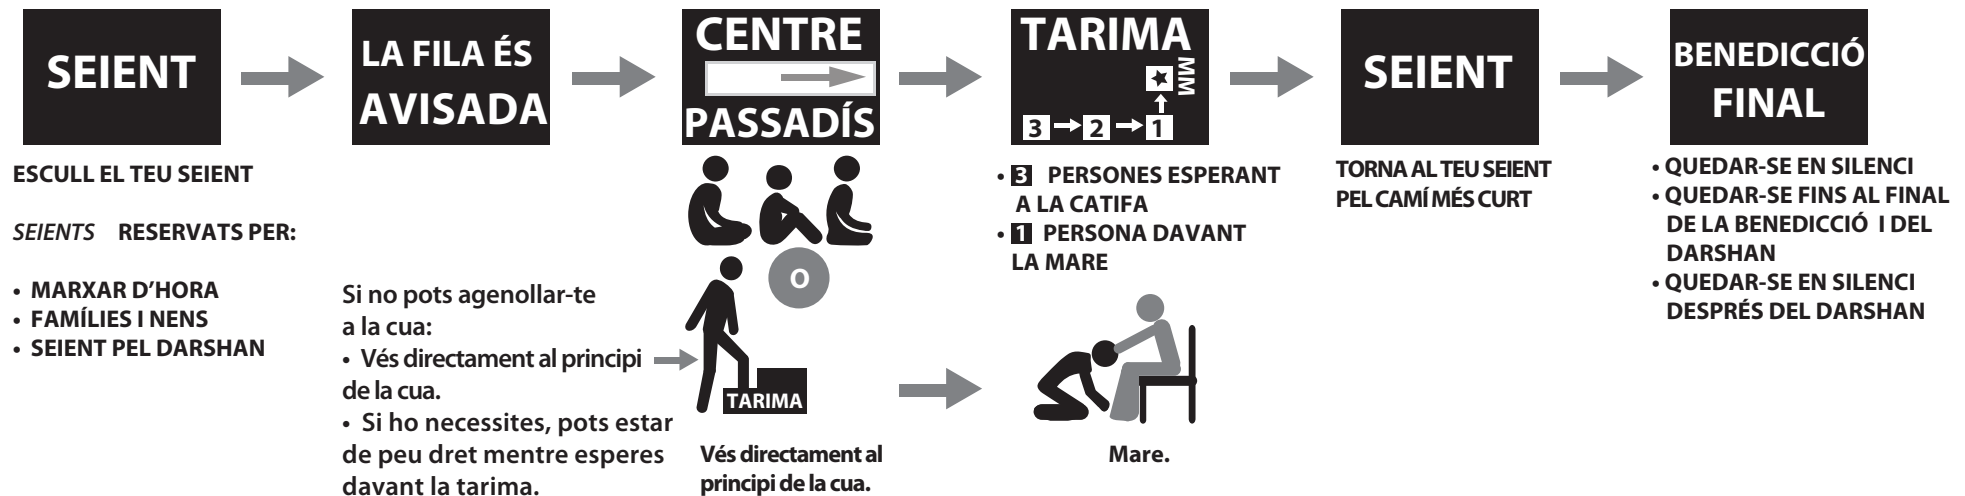 SEIENT
ESCULL EL TEU SEIENT
SEIENTS RESERVATS PER:
• MARXAR D'HORA
• FAMÍLIES I NENS
• SEIENT PEL DARSHAN
LA FILA ÉS
AVISADA
Si no pots agenollar-te
a la cua:
• Vés directament al principi
de la cua.
• Si ho necessites, pots estar
de peu dret mentre esperes
davant la tarima.
CENTRE
PASSADÍS
O
TARIMA
Vés directament al
principi de la cua.
TARIMA
MM
3 2 1
• 3 PERSONES ESPERANT
A LA CATIFA
• 1 PERSONA DAVANT
LA MARE
Mare.
SEIENT
TORNA AL TEU SEIENT
PEL CAMÍ MÉS CURT
BENEDICCIÓ
FINAL
• QUEDAR-SE EN SILENCI
• QUEDAR-SE FINS AL FINAL
DE LA BENEDICCIÓ I DEL
DARSHAN
• QUEDAR-SE EN SILENCI
DESPRÉS DEL DARSHAN